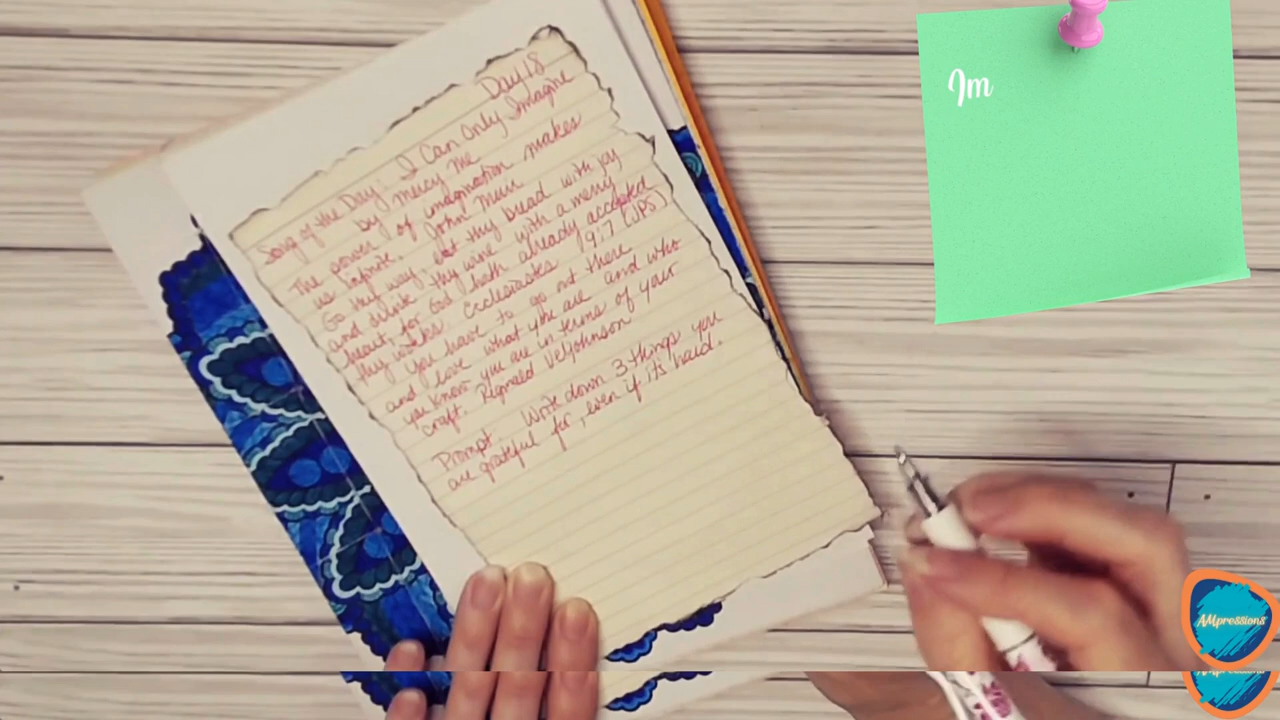 Day 18
Song of the Day: I Can Only Imagine
by mercy me
The power of imagination makes
us infinite. John Muir
Go thy way, eat thy bread with joy
and drink thy wine with a merry
heart, for God hath already accepted
thy works. Ecclesiastes 9:7 (JPS)
You have to go out there
and love what you are and who
you know you are in terms of your
craft. Reginald VelJohnson
Prompt: Write down 3 things you
are grateful for, even if its hard.
Im
AMpressions